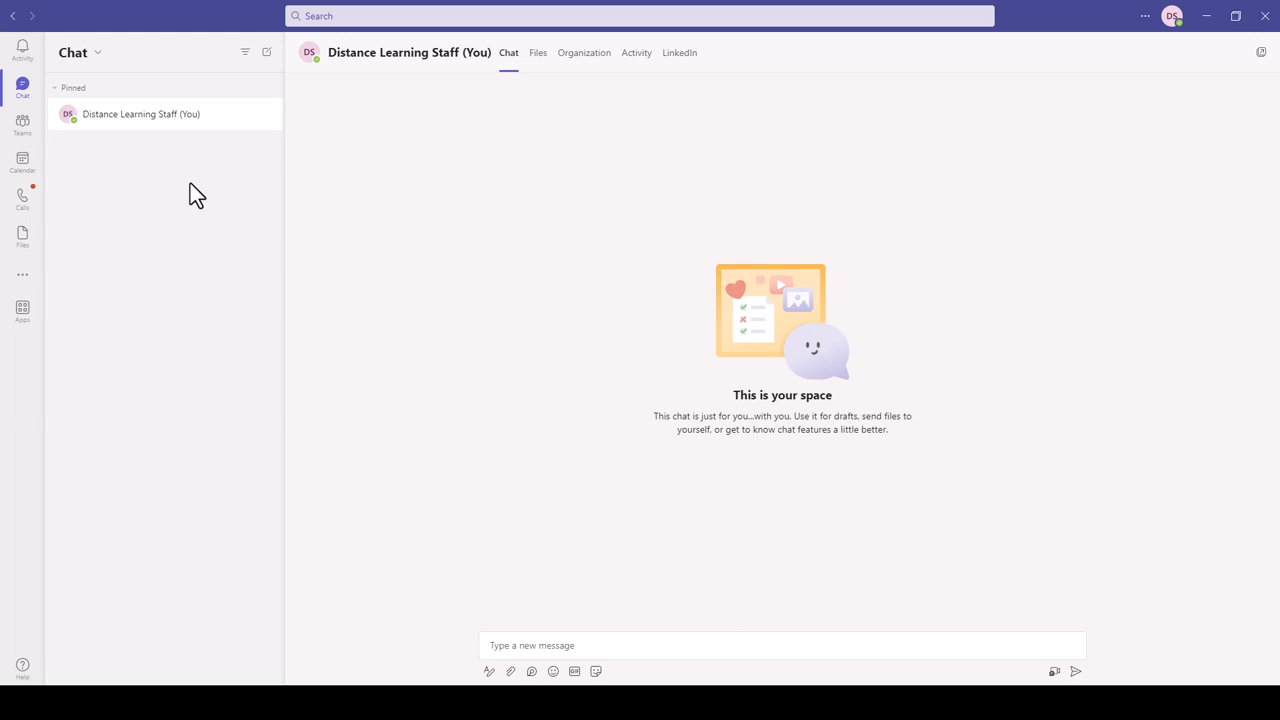 Search
DS
Activity
Chat
Teams
Calendar
Calls
Files
Apps
Help
Chat
Pinned
DS
Distance Learning Staff (You)
DS
Distance Learning Staff (You)
Chat
Files
Organization
Activity
LinkedIn
This is your space
This chat is just for you...with you. Use it for drafts, send files to
yourself, or get to know chat features a little better.
Type a new message
GIF